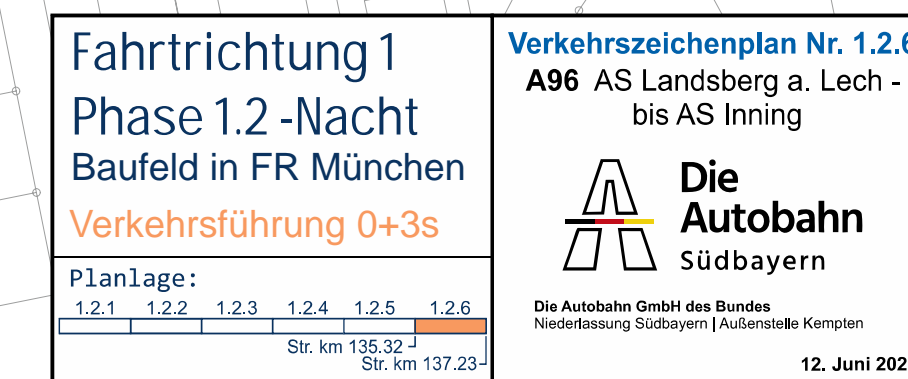 Fahrtrichtung 1
Phase 1.2 -Nacht
Baufeld in FR München
Verkehrsführung 0+3s
Planlage:
1.2.1 1.2.2 1.2.3 1.2.4 1.2.5 1.2.6
Str. km 135.32
Str. km 137.23
Verkehrszeichenplan Nr. 1.2.6
A96 AS Landsberg a. Lech -
bis AS Inning
Die
Autobahn
Südbayern
Die Autobahn GmbH des Bundes
Niederlassung Südbayern | Außenstelle Kempten
12. Juni 202